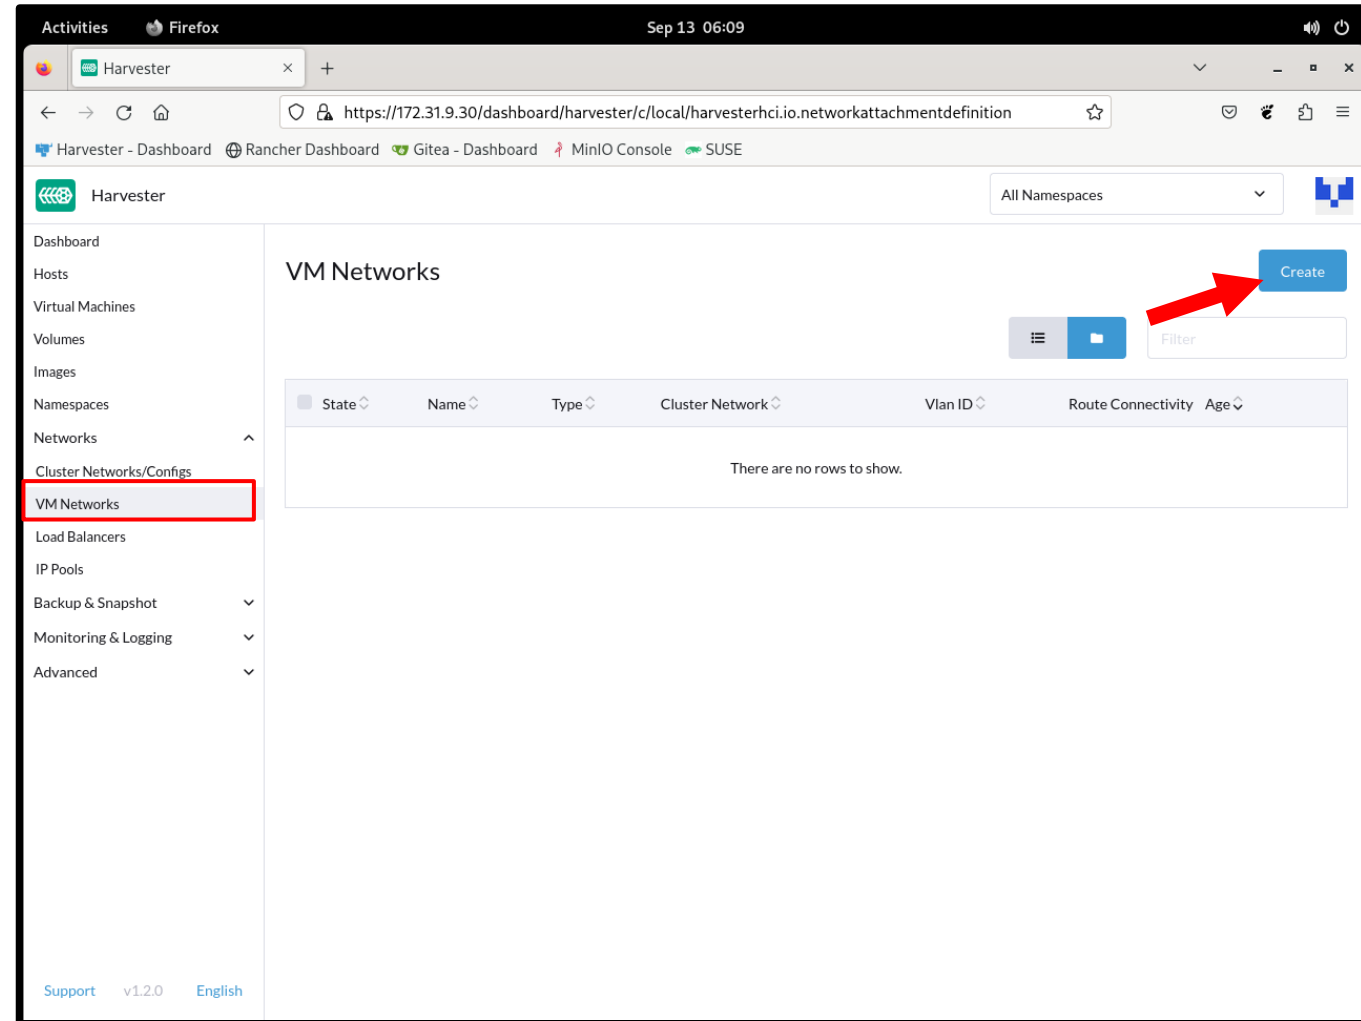 Activities Firefox Sep 13 06:09
Harvester
https://172.31.9.30/dashboard/harvester/c/local/harvesterhci.io.networkattachmentdefinition
Harvester - Dashboard Rancher Dashboard Gitea - Dashboard MinIO Console SUSE
Harvester All Namespaces
Dashboard
Hosts
Virtual Machines
Volumes
Images
Namespaces
Networks
Cluster Networks/Configs
VM Networks
Load Balancers
IP Pools
Backup & Snapshot
Monitoring & Logging
Advanced
Support v1.2.0 English
VM Networks Create
Filter
State Name Type Cluster Network Vlan ID Route Connectivity Age
There are no rows to show.